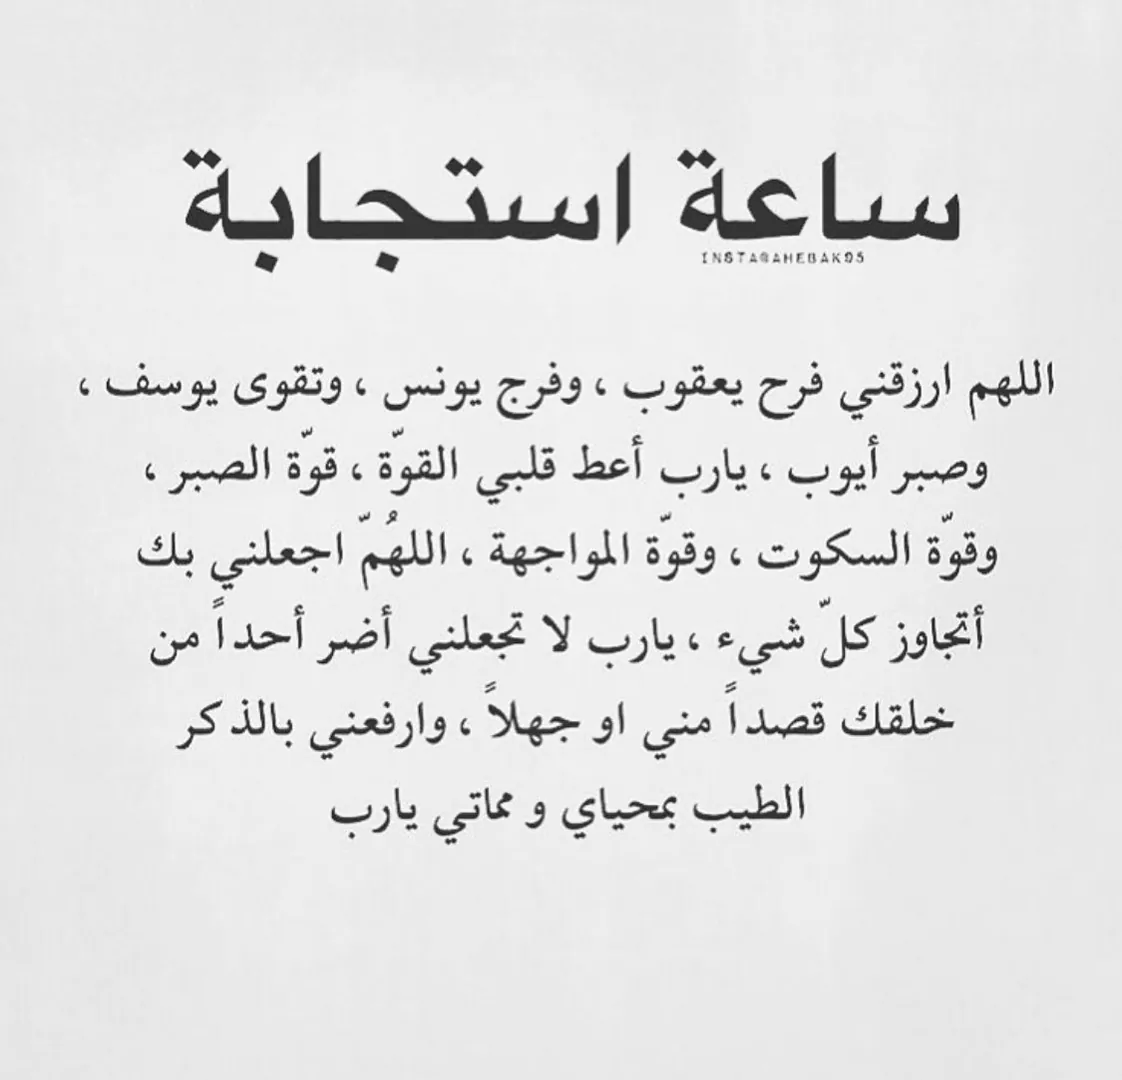 ساعة استجابة
INSTA@AHEBAK95
اللهم ارزقني فرح يعقوب ، وفرج يونس ، وتقوى يوسف ،
وصبر أيوب ، يارب أعط قلبي القوّة ، قوّة الصبر ،
وقوّة السكوت ، وقوّة المواجهة ، اللهُمّ اجعلني بك
أتجاوز كلّ شيء ، يارب لا تجعلني أضر أحداً من
خلقك قصداً مني او جهلاً ، وارفعني بالذكر
الطيب بمحياي و مماتي يارب